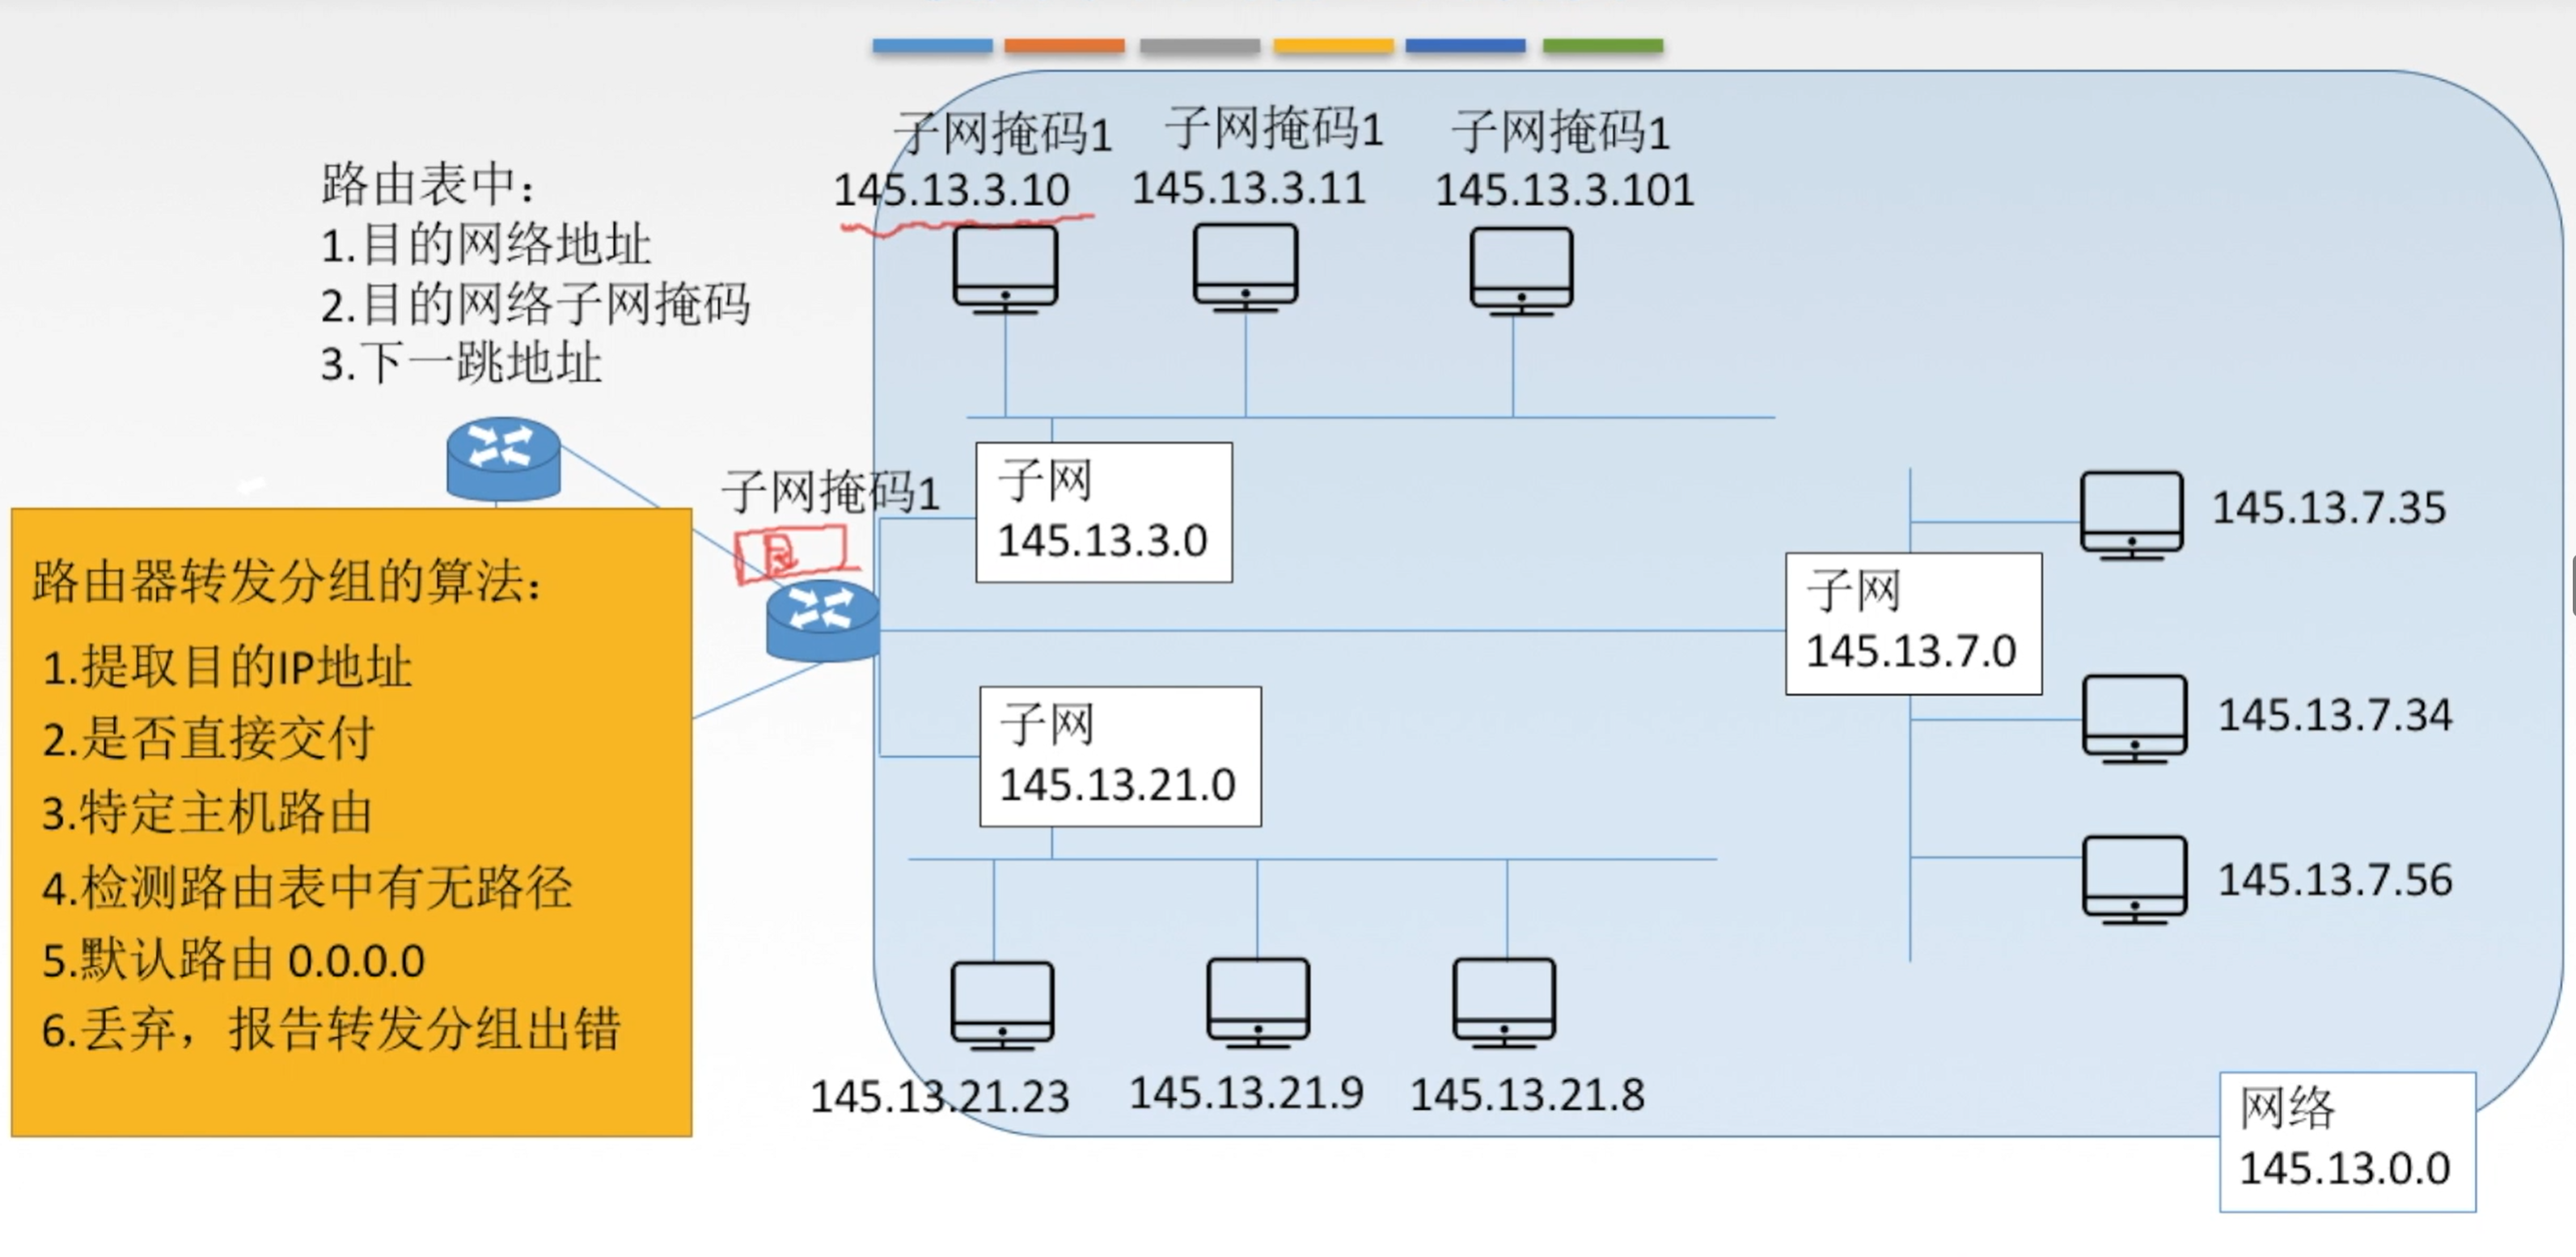 子网掩码1
子网掩码1
子网掩码1
145.13.3.10
145.13.3.11
145.13.3.101
路由表中：
1.目的网络地址
2.目的网络子网掩码
3.下一跳地址
子网掩码1
子网
145.13.3.0
145.13.7.35
子网
145.13.7.0
145.13.7.34
145.13.7.56
子网
145.13.21.0
路由器转发分组的算法：
1.提取目的IP地址
2.是否直接交付
3.特定主机路由
4.检测路由表中有无路径
5.默认路由 0.0.0.0
6.丢弃，报告转发分组出错
145.13.21.23
145.13.21.9
145.13.21.8
网络
145.13.0.0